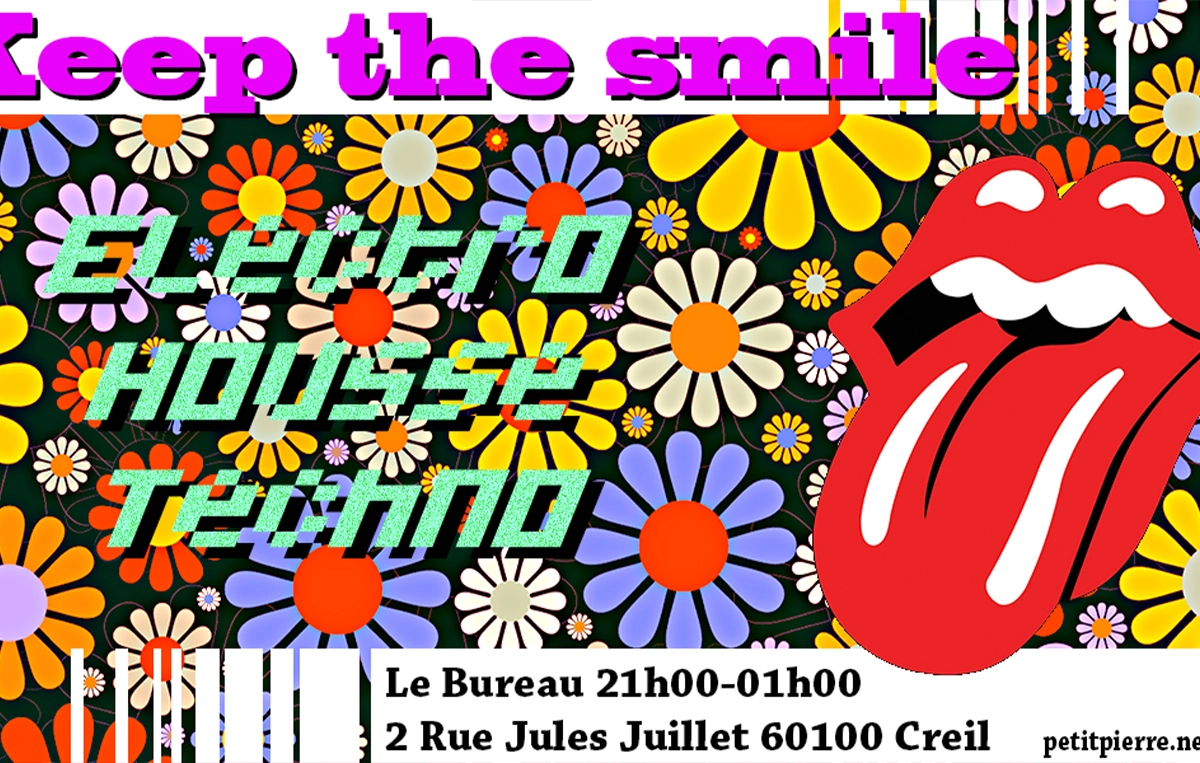 Keep the smile
Electro
Housse
Techno
Le Bureau 21h00-01h00
2 Rue Jules Juillet 60100 Creil
petitpierre.ne